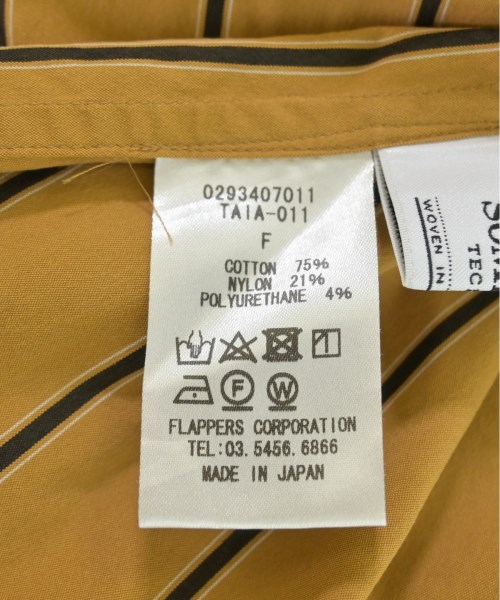 0293407011
TAIA-011
F
COTTON 75%
NYLON 21%
POLYURETHANE 4%
F W
FLAPPERS CORPORATION
TEL:03.5456.6866
MADE IN JAPAN
WOVEN IN
TEC